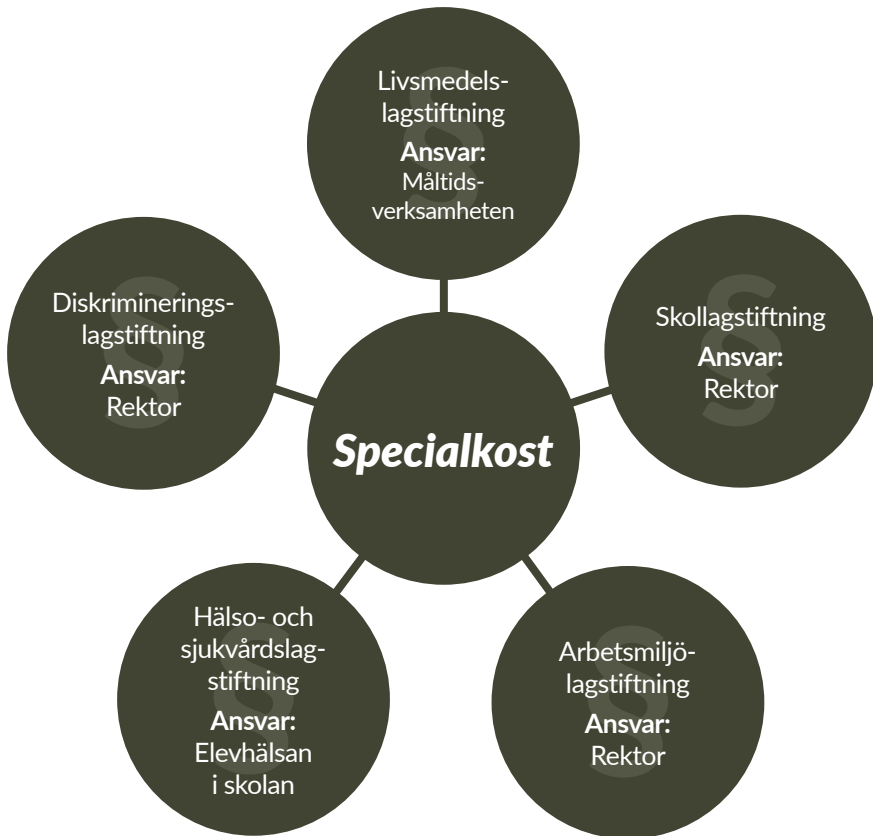 Livsmedels-
lagstiftning
Ansvar:
Måltids-
verksamheten
Diskriminerings-
lagstiftning
Ansvar:
Rektor
Skollagstiftning
Ansvar:
Rektor
Specialkost
Hälso- och
sjukvårdslag-
stiftning
Ansvar:
Elevhälsan
i skolan
Arbetsmiljö-
lagstiftning
Ansvar:
Rektor